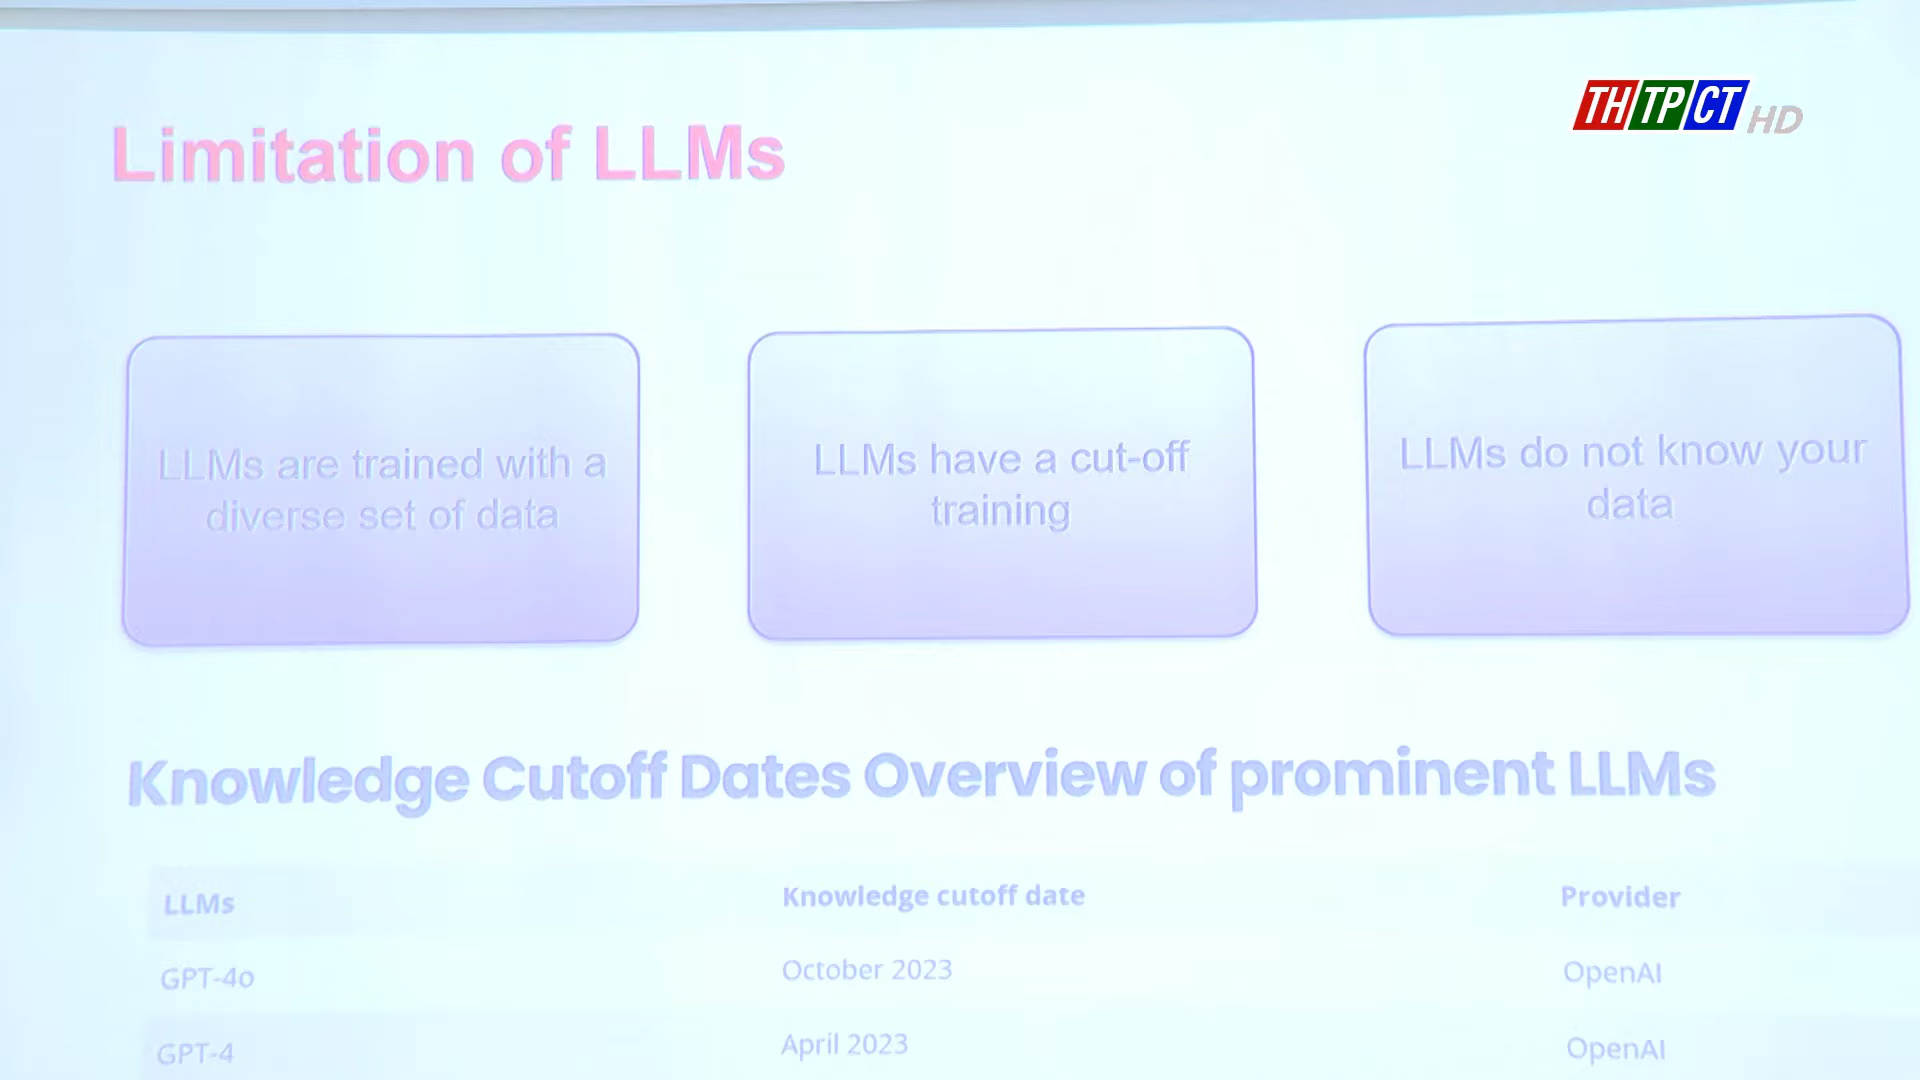 THTPCT HD
Limitation of LLMs
LLMs are trained with a
diverse set of data
LLMs have a cut-off
training
LLMs do not know your
data
Knowledge Cutoff Dates Overview of prominent LLMs
LLMs Knowledge cutoff date Provider
GPT-4o October 2023 OpenAI
GPT-4 April 2023 OpenAI